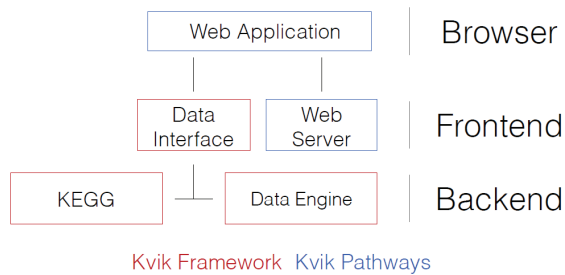 Web Application
Browser
Data
Interface
Web
Server
Frontend
KEGG
Data Engine
Backend
Kvik Framework Kvik Pathways